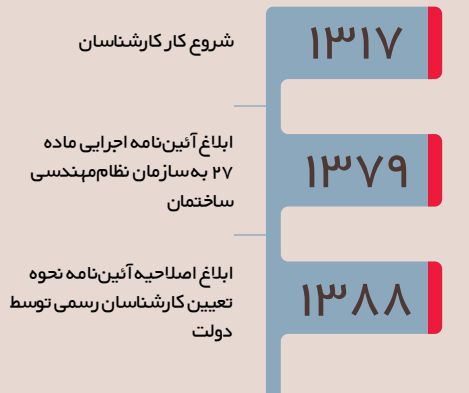 ۱۳۱۷
شروع کار کارشناسان
۱۳۷۹
ابلاغ آئین‌نامه اجرایی ماده
۲۷ به سازمان نظام‌مهندسی
ساختمان
۱۳۸۸
ابلاغ اصلاحیه آئین‌نامه نحوه
تعیین کارشناسان رسمی توسط
دولت